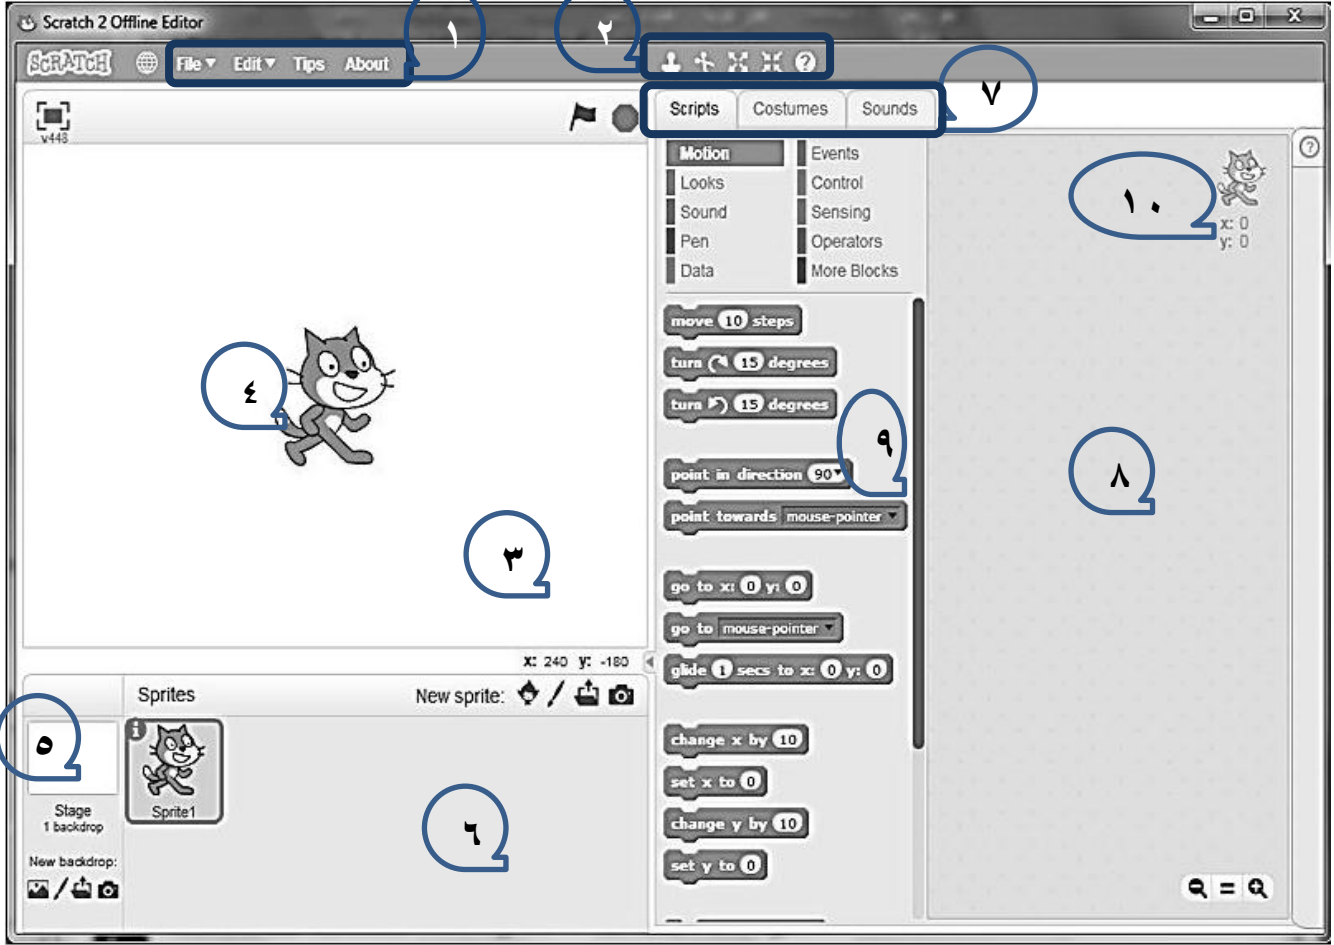 Scratch 2 Offline Editor
SCRATCH File Edit Tips About
١
٢
٧
v448
Scripts Costumes Sounds
Motion Events
Looks Control
Sound Sensing
Pen Operators
Data More Blocks
١٠
x: 0
y: 0
move 10 steps
turn 15 degrees
turn 15 degrees
point in direction 90
point towards mouse-pointer
go to x: 0 y: 0
go to mouse-pointer
glide 1 secs to x: 0 y: 0
change x by 10
set x to 0
change y by 10
set y to 0
٩
٨
٤
٣
x: 240 y: -180
Sprites New sprite:
٥
Stage
1 backdrop
New backdrop:
Sprite1
٦